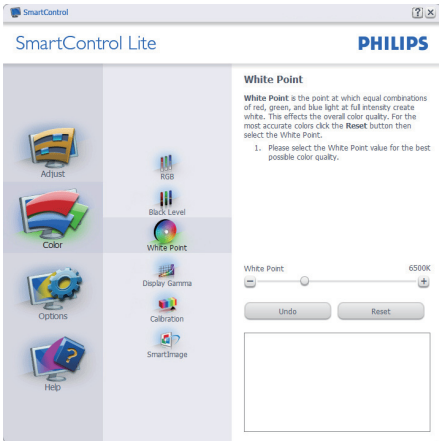 SmartControl
SmartControl Lite
PHILIPS
Adjust
Color
Options
Help
RGB
Black Level
White Point
Display Gamma
Calibration
SmartImage
White Point
White Point is the point at which equal combinations
of red, green, and blue light at full intensity create
white. This effects the overall color quality. For the
most accurate colors click the Reset button then
select the White Point.
1. Please select the White Point value for the best
possible color quality.
White Point 6500K
Undo Reset